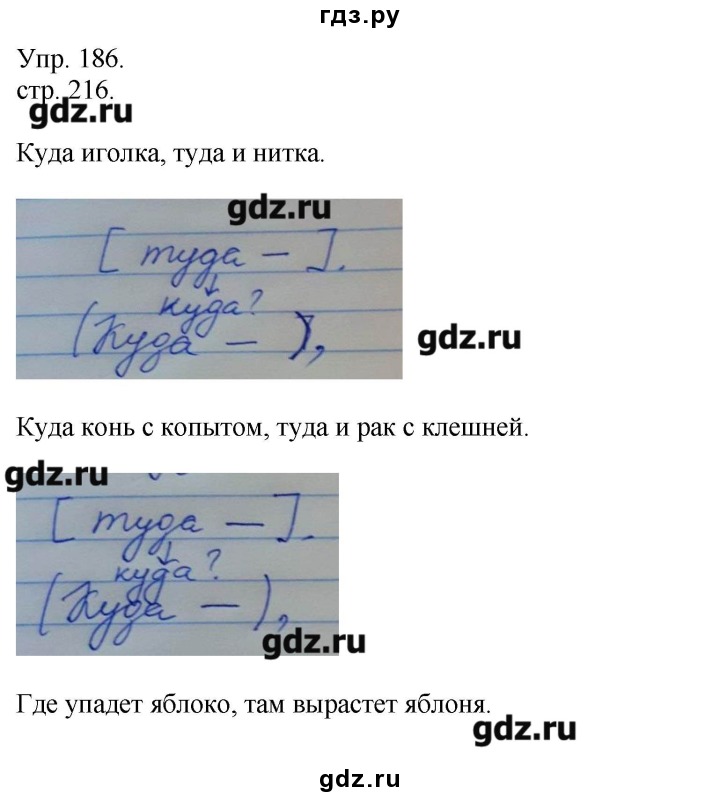 гдз.ру
Упр. 186.
стр. 216.
gdz.ru
Куда иголка, туда и нитка.
gdz.ru
[ туда — ].
куда?
(Куда — ),
gdz.ru
Куда конь с копытом, туда и рак с клешней.
gdz.ru
[ туда — ].
куда?
(Куда — ),
gdz.ru
Где упадет яблоко, там вырастет яблоня.
gdz.ru
gdz.ru